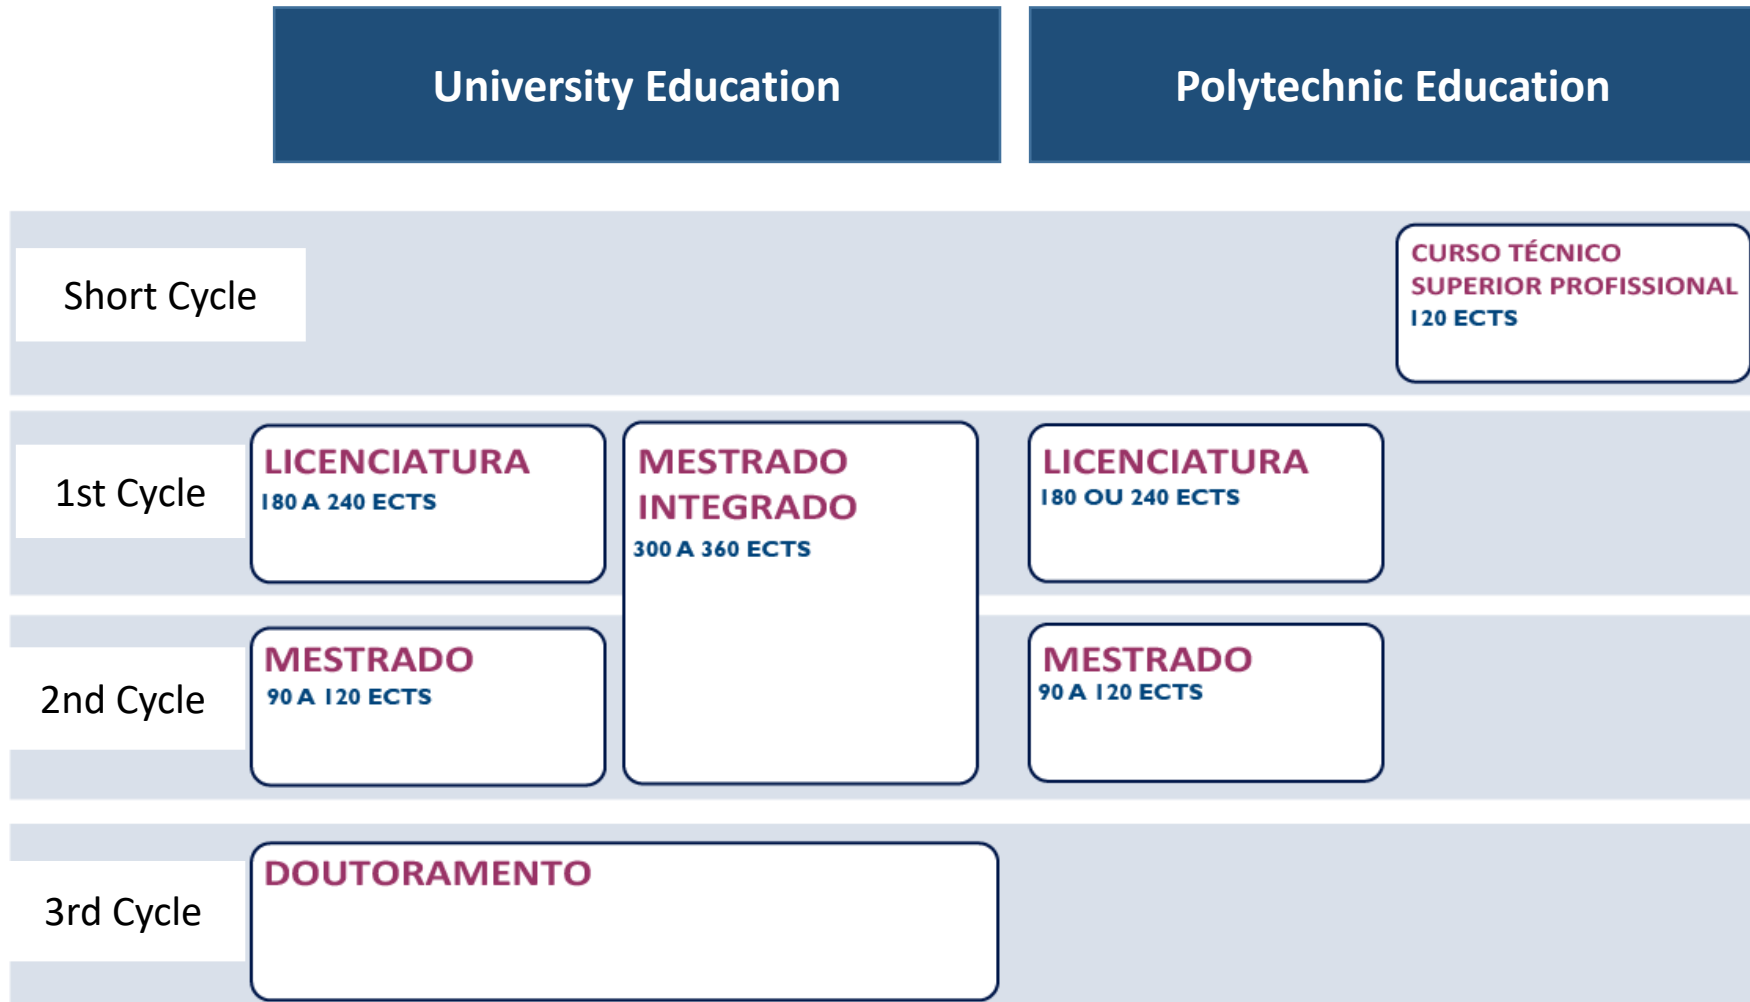 University Education
Polytechnic Education
Short Cycle
CURSO TÉCNICO
SUPERIOR PROFISSIONAL
120 ECTS
1st Cycle
LICENCIATURA
180 A 240 ECTS
MESTRADO
INTEGRADO
300 A 360 ECTS
LICENCIATURA
180 OU 240 ECTS
2nd Cycle
MESTRADO
90 A 120 ECTS
MESTRADO
90 A 120 ECTS
3rd Cycle
DOUTORAMENTO